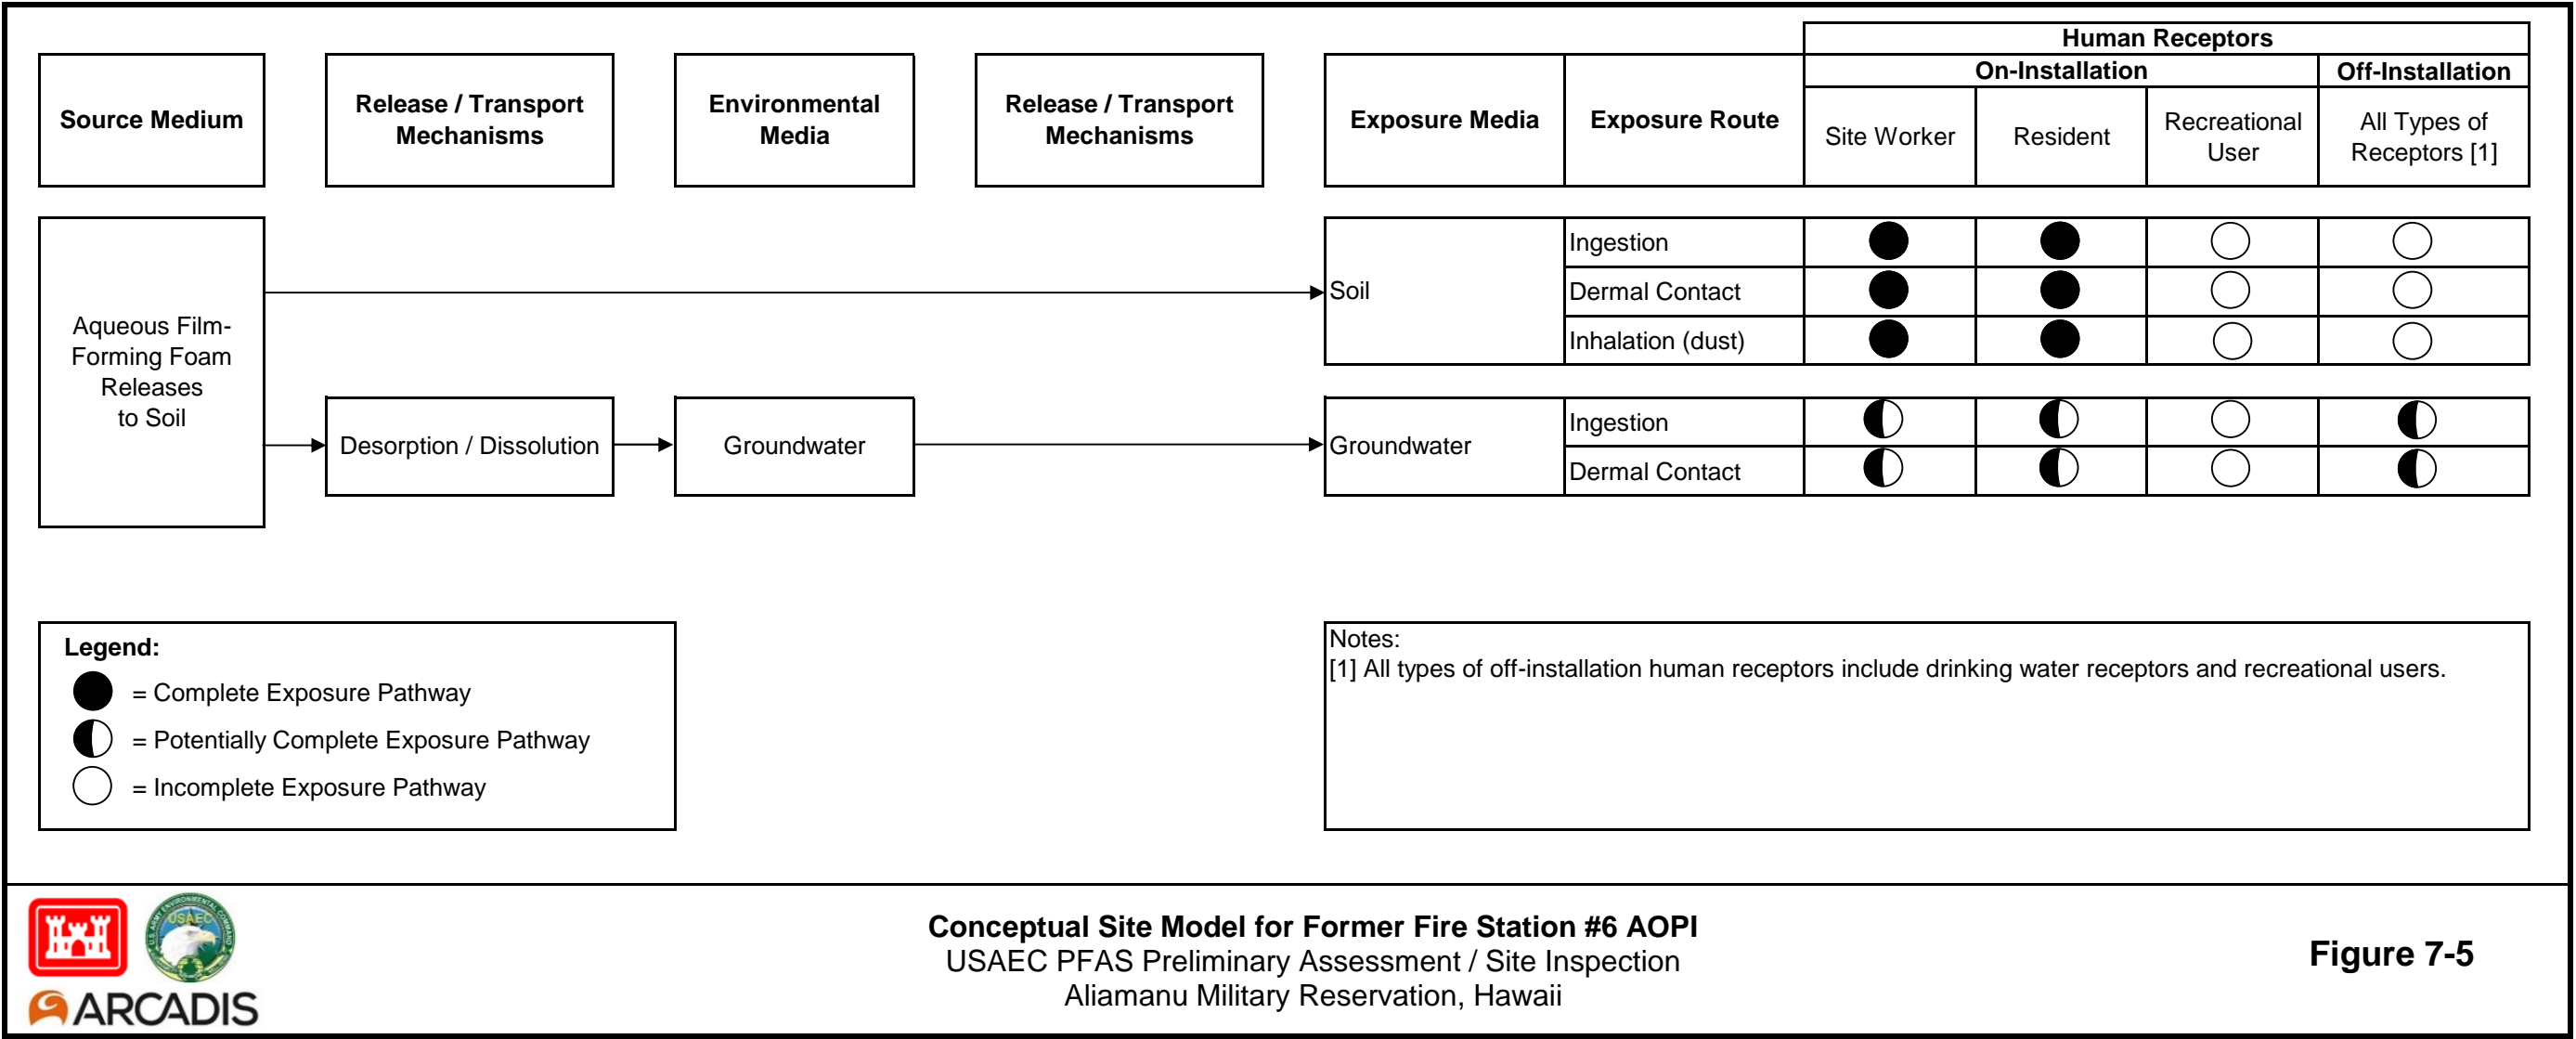 Human Receptors
On-Installation
Off-Installation
Source Medium
Release / Transport
Mechanisms
Environmental
Media
Release / Transport
Mechanisms
Exposure Media
Exposure Route
Site Worker
Resident
Recreational
User
All Types of
Receptors [1]
Aqueous Film-
Forming Foam
Releases
to Soil
Soil
Ingestion
Dermal Contact
Inhalation (dust)
Desorption / Dissolution
Groundwater
Groundwater
Ingestion
Dermal Contact
Legend:
= Complete Exposure Pathway
= Potentially Complete Exposure Pathway
= Incomplete Exposure Pathway
Notes:
[1] All types of off-installation human receptors include drinking water receptors and recreational users.
U.S. ARMY ENVIRONMENTAL COMMAND
USAEC
ARCADIS
Conceptual Site Model for Former Fire Station #6 AOPI
USAEC PFAS Preliminary Assessment / Site Inspection
Aliamanu Military Reservation, Hawaii
Figure 7-5